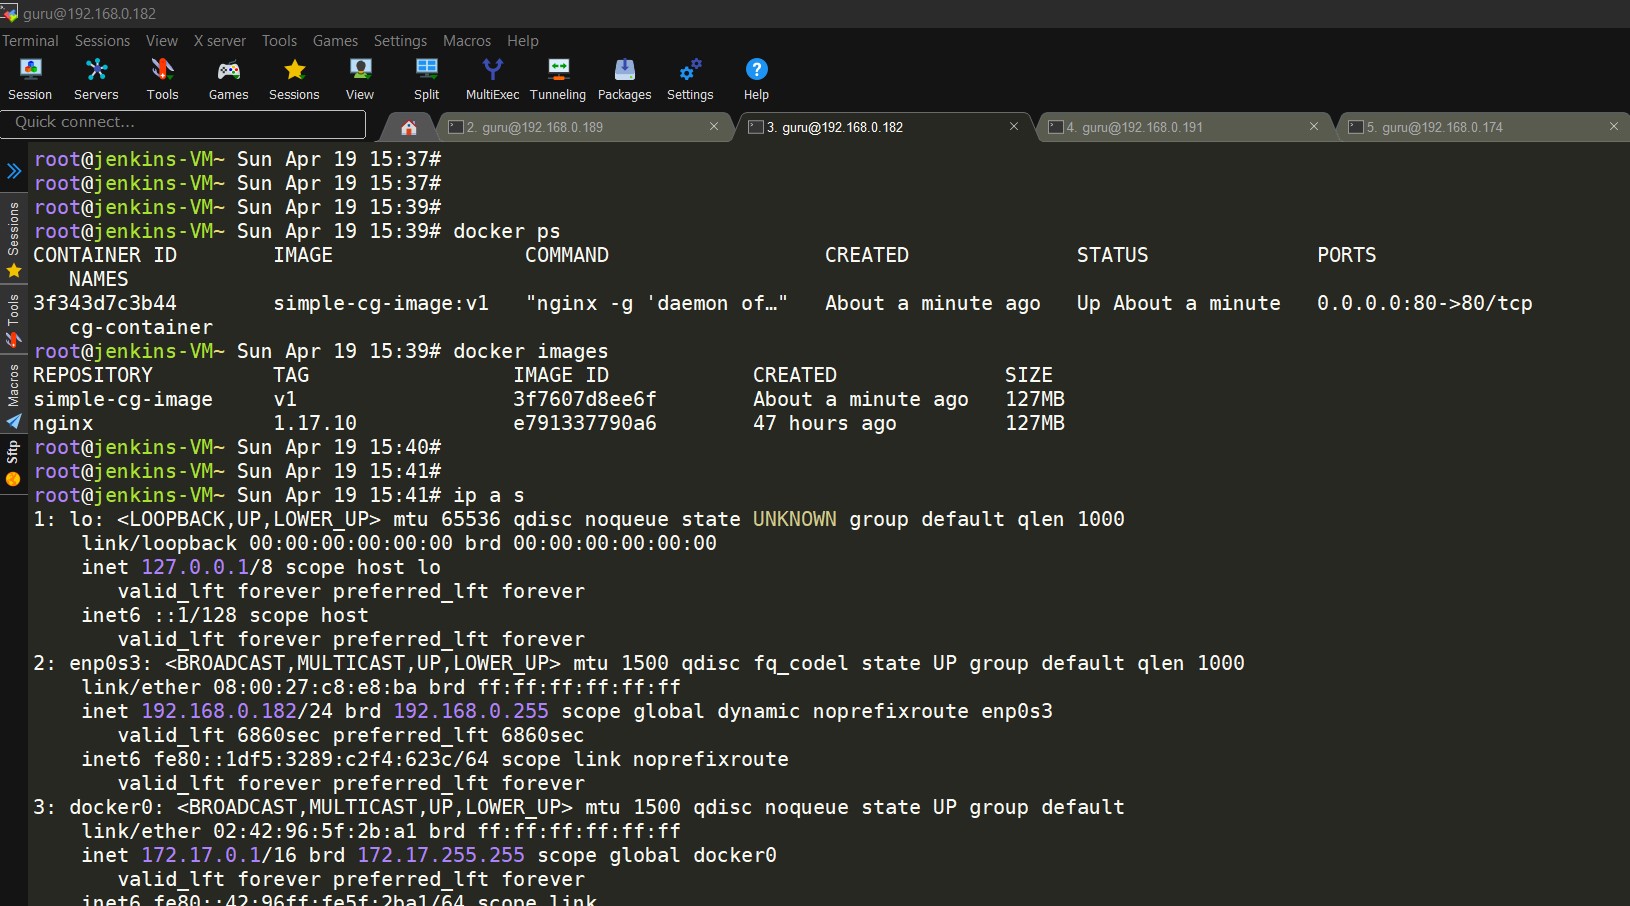 guru@192.168.0.182
Terminal Sessions View X server Tools Games Settings Macros Help
Session Servers Tools Games Sessions View Split MultiExec Tunneling Packages Settings Help
Quick connect...
2. guru@192.168.0.189 3. guru@192.168.0.182 4. guru@192.168.0.191 5. guru@192.168.0.174
Sessions
Tools
Macros
Sftp
root@jenkins-VM~ Sun Apr 19 15:37#
root@jenkins-VM~ Sun Apr 19 15:37#
root@jenkins-VM~ Sun Apr 19 15:39#
root@jenkins-VM~ Sun Apr 19 15:39# docker ps
CONTAINER ID        IMAGE                COMMAND                  CREATED              STATUS              PORTS
   NAMES
3f343d7c3b44        simple-cg-image:v1   "nginx -g 'daemon of…"   About a minute ago   Up About a minute   0.0.0.0:80->80/tcp
   cg-container
root@jenkins-VM~ Sun Apr 19 15:39# docker images
REPOSITORY          TAG                 IMAGE ID            CREATED              SIZE
simple-cg-image     v1                  3f7607d8ee6f        About a minute ago   127MB
nginx               1.17.10             e791337790a6        47 hours ago         127MB
root@jenkins-VM~ Sun Apr 19 15:40#
root@jenkins-VM~ Sun Apr 19 15:41#
root@jenkins-VM~ Sun Apr 19 15:41# ip a s
1: lo: <LOOPBACK,UP,LOWER_UP> mtu 65536 qdisc noqueue state UNKNOWN group default qlen 1000
    link/loopback 00:00:00:00:00:00 brd 00:00:00:00:00:00
    inet 127.0.0.1/8 scope host lo
       valid_lft forever preferred_lft forever
    inet6 ::1/128 scope host
       valid_lft forever preferred_lft forever
2: enp0s3: <BROADCAST,MULTICAST,UP,LOWER_UP> mtu 1500 qdisc fq_codel state UP group default qlen 1000
    link/ether 08:00:27:c8:e8:ba brd ff:ff:ff:ff:ff:ff
    inet 192.168.0.182/24 brd 192.168.0.255 scope global dynamic noprefixroute enp0s3
       valid_lft 6860sec preferred_lft 6860sec
    inet6 fe80::1df5:3289:c2f4:623c/64 scope link noprefixroute
       valid_lft forever preferred_lft forever
3: docker0: <BROADCAST,MULTICAST,UP,LOWER_UP> mtu 1500 qdisc noqueue state UP group default
    link/ether 02:42:96:5f:2b:a1 brd ff:ff:ff:ff:ff:ff
    inet 172.17.0.1/16 brd 172.17.255.255 scope global docker0
       valid_lft forever preferred_lft forever
    inet6 fe80::42:96ff:fe5f:2ba1/64 scope link